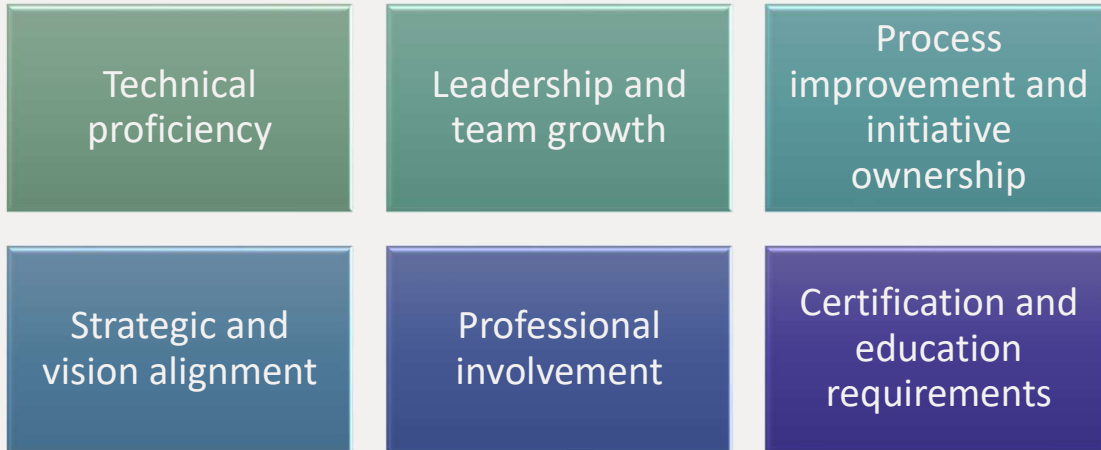 Technical
proficiency
Leadership and
team growth
Process
improvement and
initiative
ownership
Strategic and
vision alignment
Professional
involvement
Certification and
education
requirements